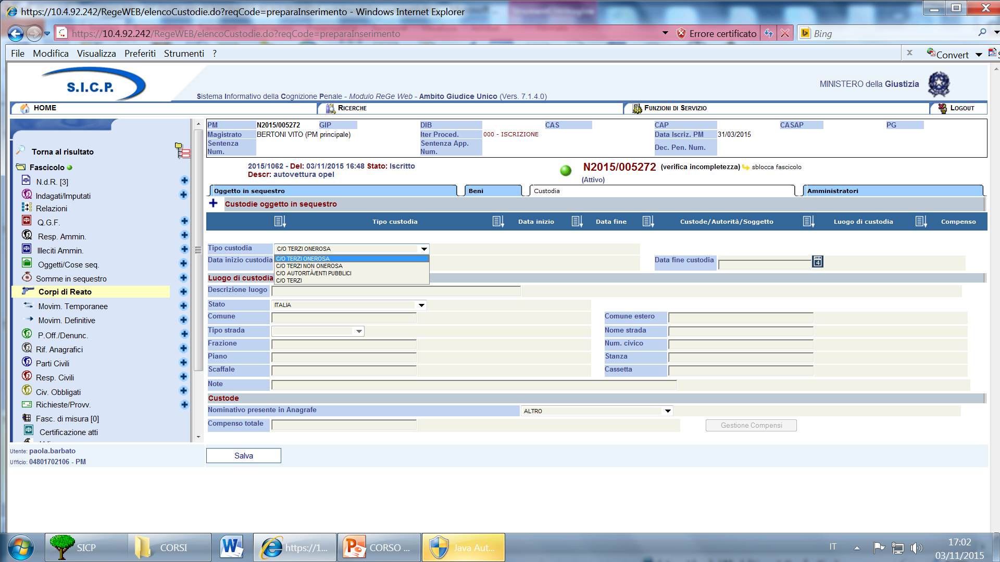 https://10.4.92.242/RegeWEB/elencoCustodie.do?reqCode=preparaInserimento - Windows Internet Explorer
https://10.4.92.242/RegeWEB/elencoCustodie.do?reqCode=preparaInserimento
Errore certificato
Bing
File Modifica Visualizza Preferiti Strumenti ?
x Convert
S.I.C.P.
Sistema Informativo della Cognizione Penale - Modulo ReGe Web - Ambito Giudice Unico (Vers. 7.1.4.0)
MINISTERO della Giustizia
HOME RICERCHE FUNZIONI DI SERVIZIO LOGOUT
PM N2015/005272 GIP DIB CAS CAP CASAP PG
Magistrato BERTONI VITO (PM principale) Iter Proced. 000 - ISCRIZIONE Data Iscriz. PM 31/03/2015
Sentenza Num. Sentenza App. Num. Dec. Pen. Num.
2015/1062 - Del: 03/11/2015 16:48 Stato: Iscritto
Descr: autovettura opel
N2015/005272 (verifica incompletezza) sblocca fascicolo
(Attivo)
Torna al risultato
Fascicolo
N.d.R. [3]
Indagati/Imputati
Relazioni
Q.G.F.
Resp. Ammin.
Illeciti Ammin.
Oggetti/Cose seq.
Somme in sequestro
Corpi di Reato
Movim. Temporanee
Movim. Definitive
P.Off./Denunc.
Rif. Anagrafici
Parti Civili
Resp. Civili
Civ. Obbligati
Richieste/Provv.
Fasc. di misura [0]
Certificazione atti
Utente: paola.barbato
Ufficio: 04801702106 - PM
Oggetto in sequestro Beni Custodia Amministratori
Custodie oggetto in sequestro
Tipo custodia Data inizio Data fine Custode/Autorità/Soggetto Luogo di custodia Compenso
Tipo custodia C/O TERZI ONEROSA
C/O TERZI ONEROSA
C/O TERZI NON ONEROSA
C/O AUTORITÀ/ENTI PUBBLICI
C/O TERZI
Data inizio custodia Data fine custodia
Luogo di custodia
Descrizione luogo
Stato ITALIA
Comune Comune estero
Tipo strada Nome strada
Frazione Num. civico
Piano Stanza
Scaffale Cassetta
Note
Custode
Nominativo presente in Anagrafe ALTRO
Compenso totale Gestione Compensi
Salva
SICP CORSI https://1... CORSO ... Java Aut...
IT 17:02
03/11/2015